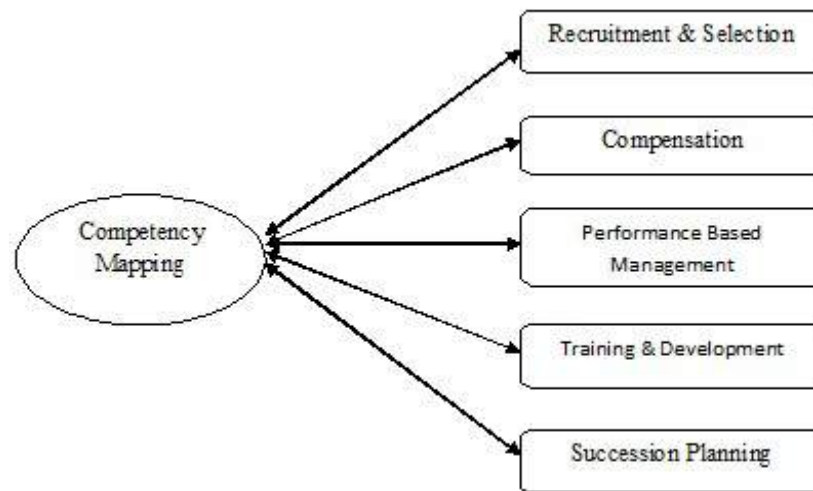 Competency
Mapping
Recruitment & Selection
Compensation
Performance Based
Management
Training & Development
Succession Planning